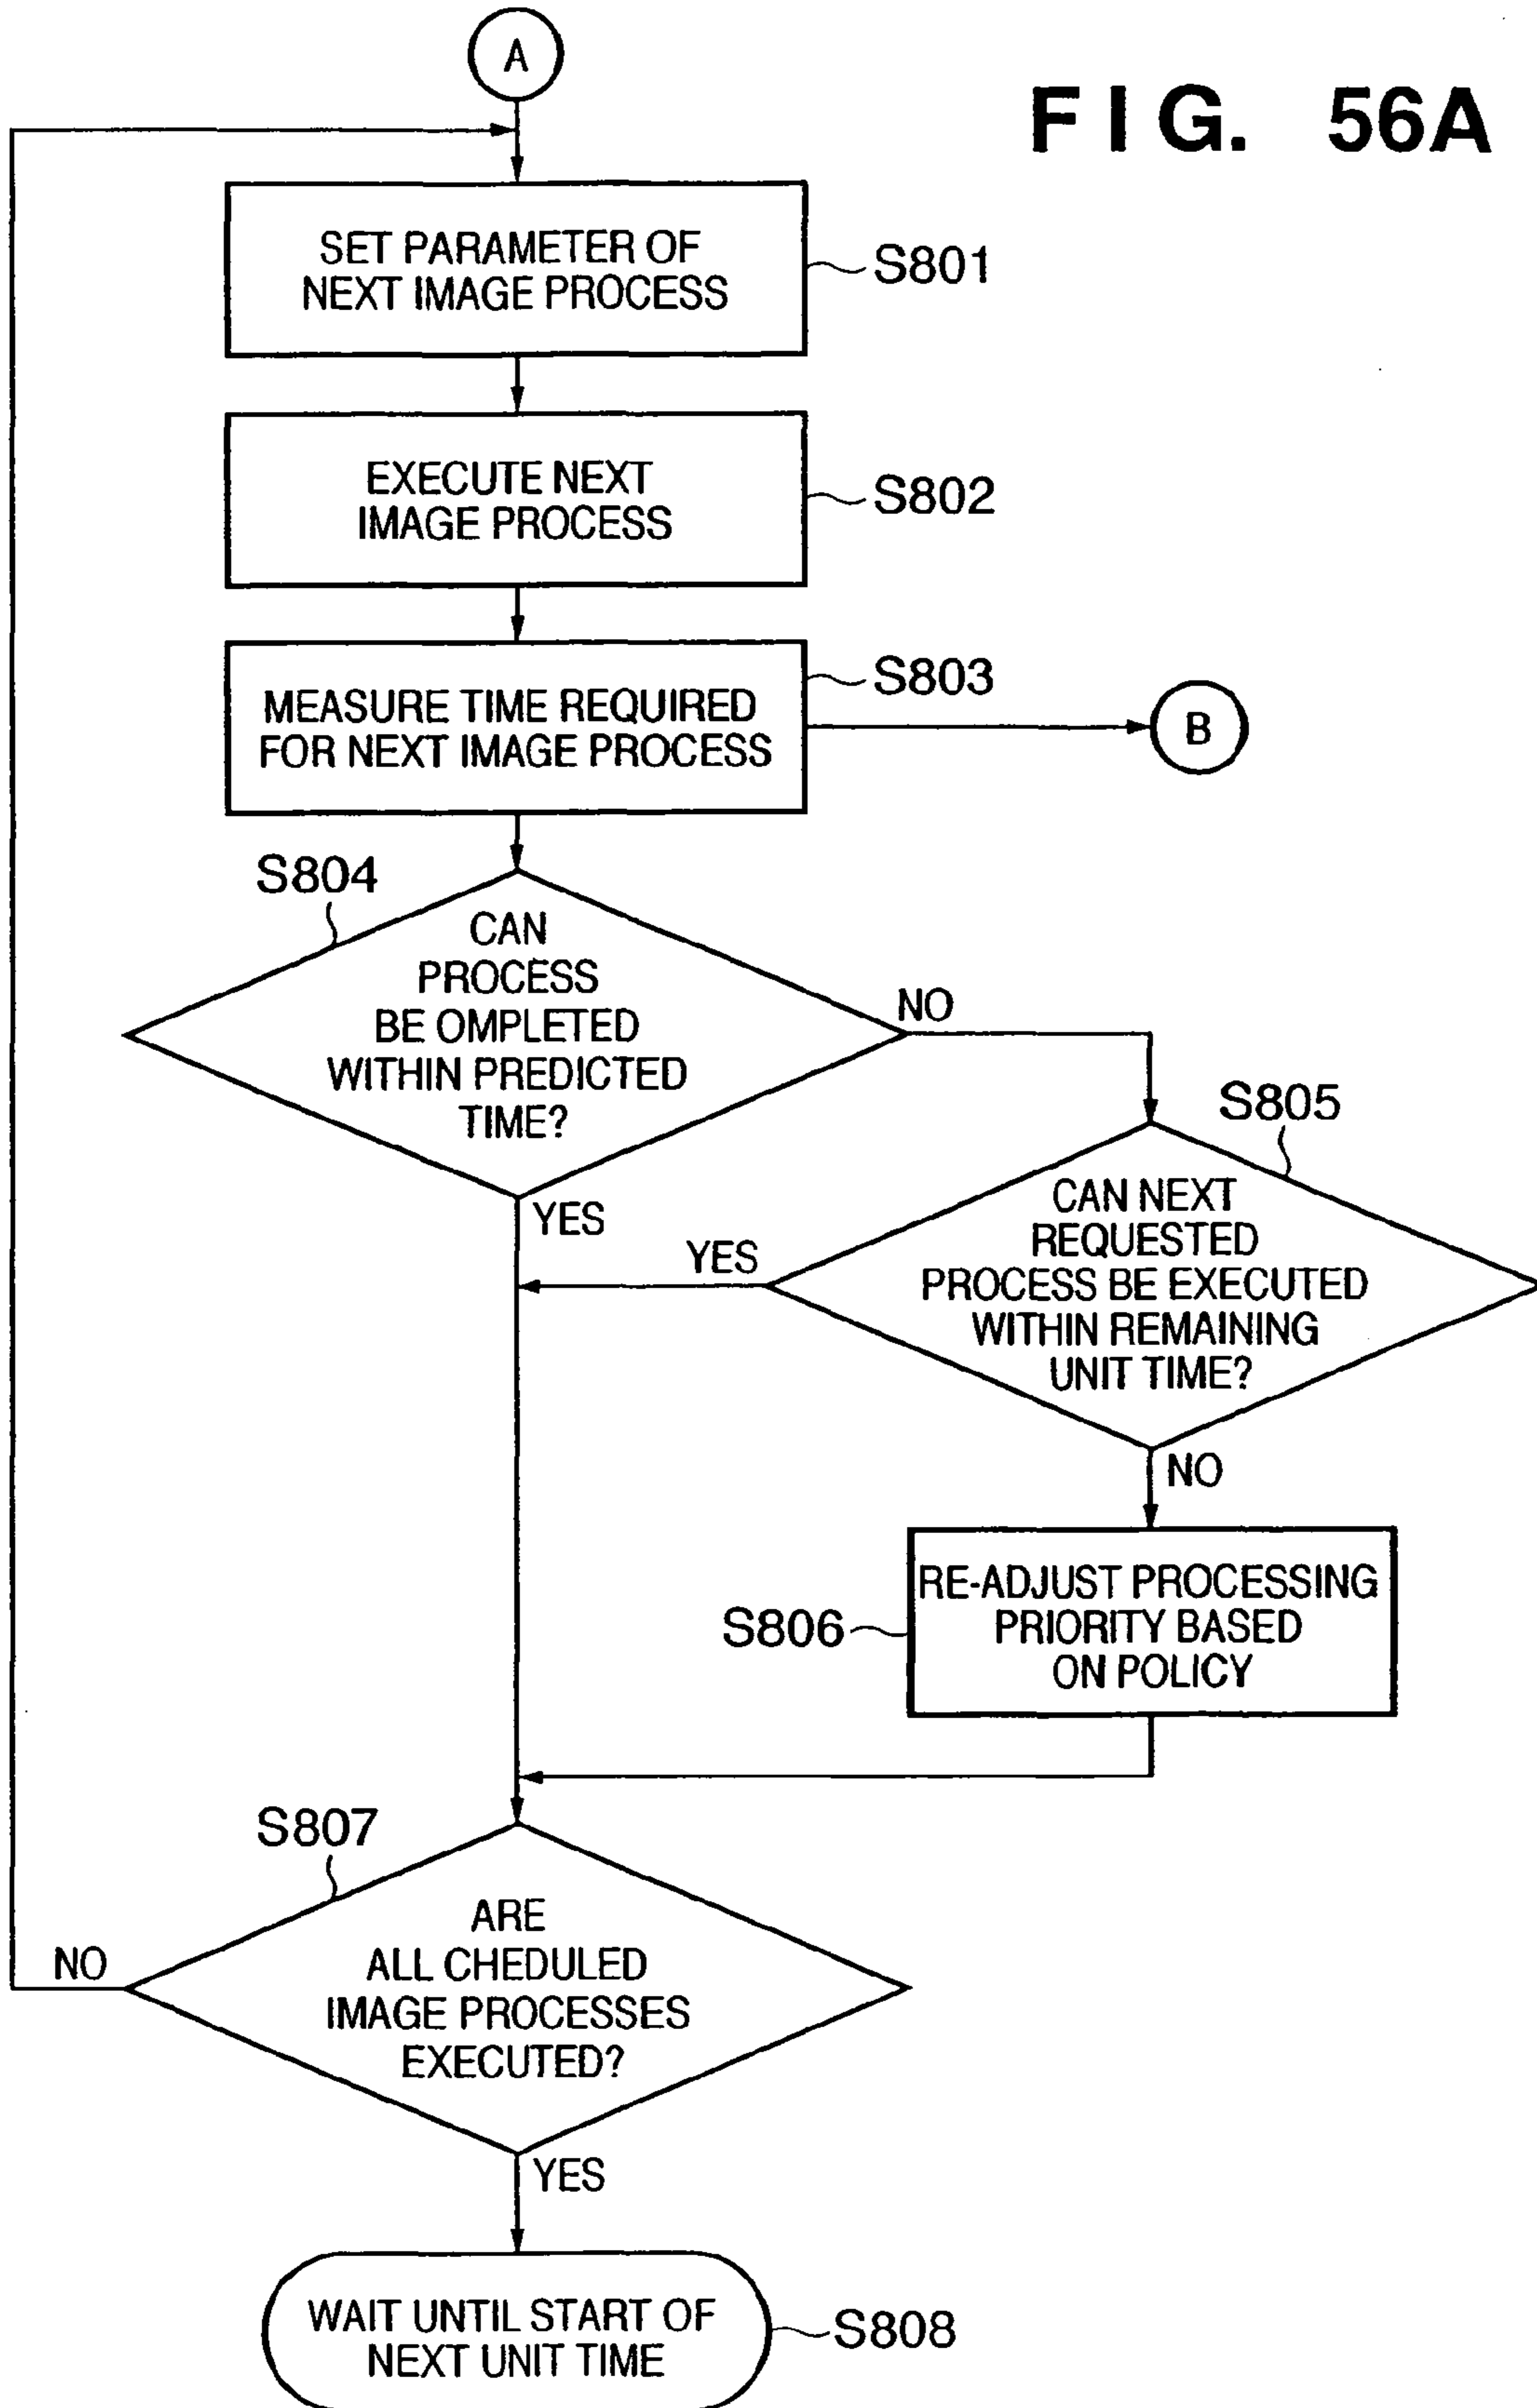 A
FIG. 56A
SET PARAMETER OF
NEXT IMAGE PROCESS
S801
EXECUTE NEXT
IMAGE PROCESS
S802
MEASURE TIME REQUIRED
FOR NEXT IMAGE PROCESS
S803
B
S804
CAN
PROCESS
BE OMPLETED
WITHIN PREDICTED
TIME?
NO
YES
S805
CAN NEXT
REQUESTED
PROCESS BE EXECUTED
WITHIN REMAINING
UNIT TIME?
YES
NO
RE-ADJUST PROCESSING
PRIORITY BASED
ON POLICY
S806
S807
ARE
ALL CHEDULED
IMAGE PROCESSES
EXECUTED?
NO
YES
WAIT UNTIL START OF
NEXT UNIT TIME
S808